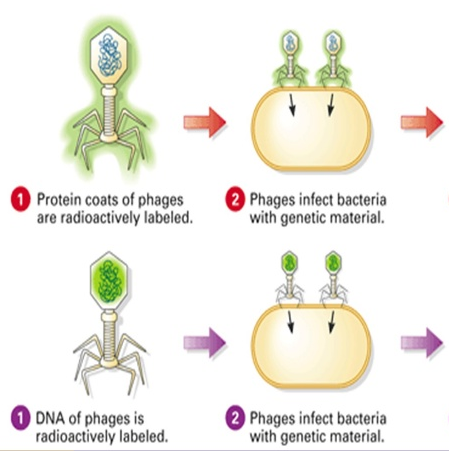 1 Protein coats of phages
are radioactively labeled.
2 Phages infect bacteria
with genetic material.
1 DNA of phages is
radioactively labeled.
2 Phages infect bacteria
with genetic material.